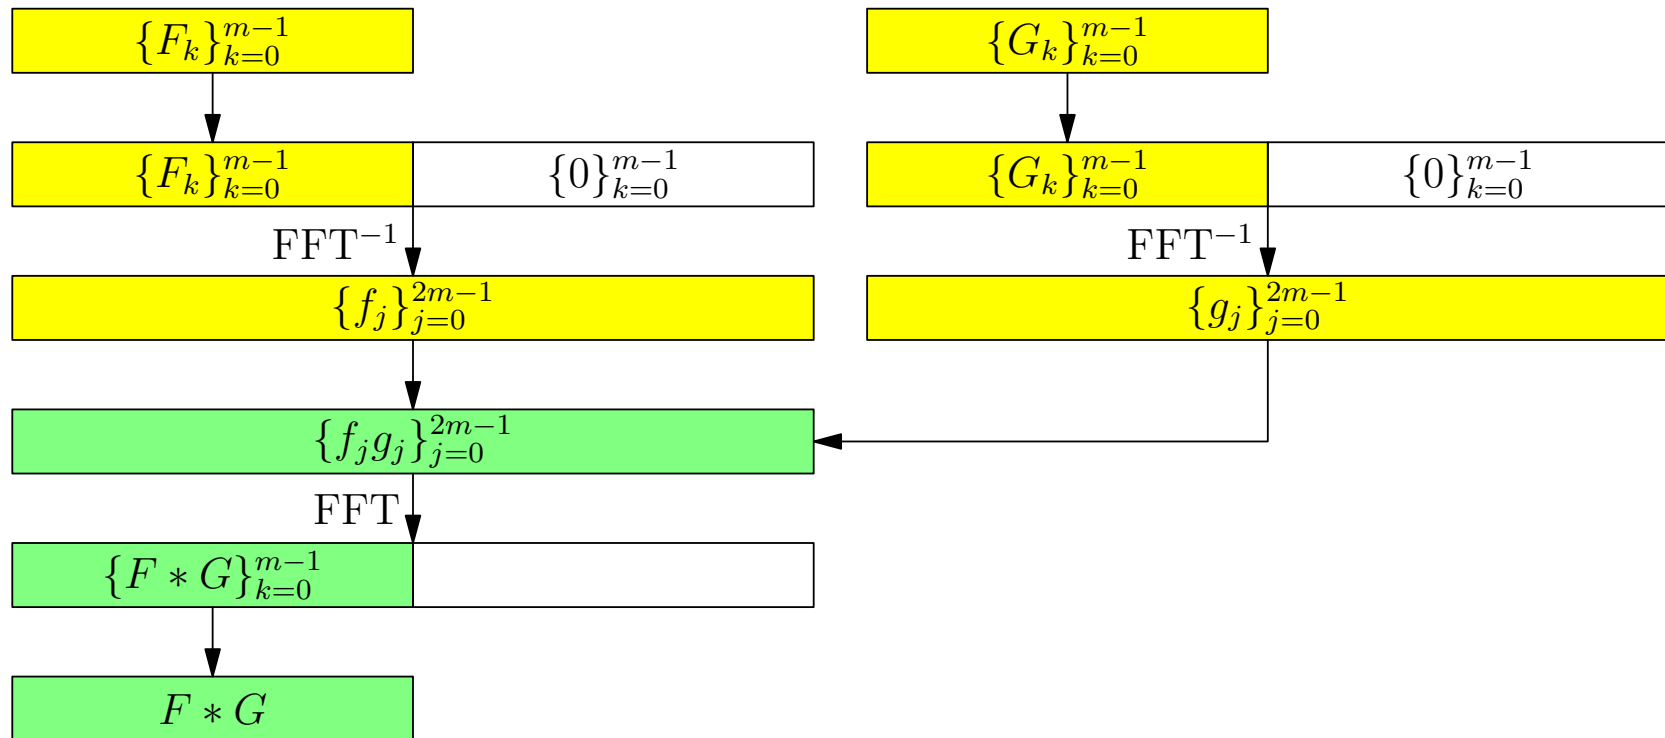 $\{F_k\}_{k=0}^{m-1}$ $\{G_k\}_{k=0}^{m-1}$
$\{F_k\}_{k=0}^{m-1}$ $\{0\}_{k=0}^{m-1}$ $\{G_k\}_{k=0}^{m-1}$ $\{0\}_{k=0}^{m-1}$
FFT$^{-1}$ FFT$^{-1}$
$\{f_j\}_{j=0}^{2m-1}$ $\{g_j\}_{j=0}^{2m-1}$
$\{f_j g_j\}_{j=0}^{2m-1}$
FFT
$\{F * G\}_{k=0}^{m-1}$
$F * G$